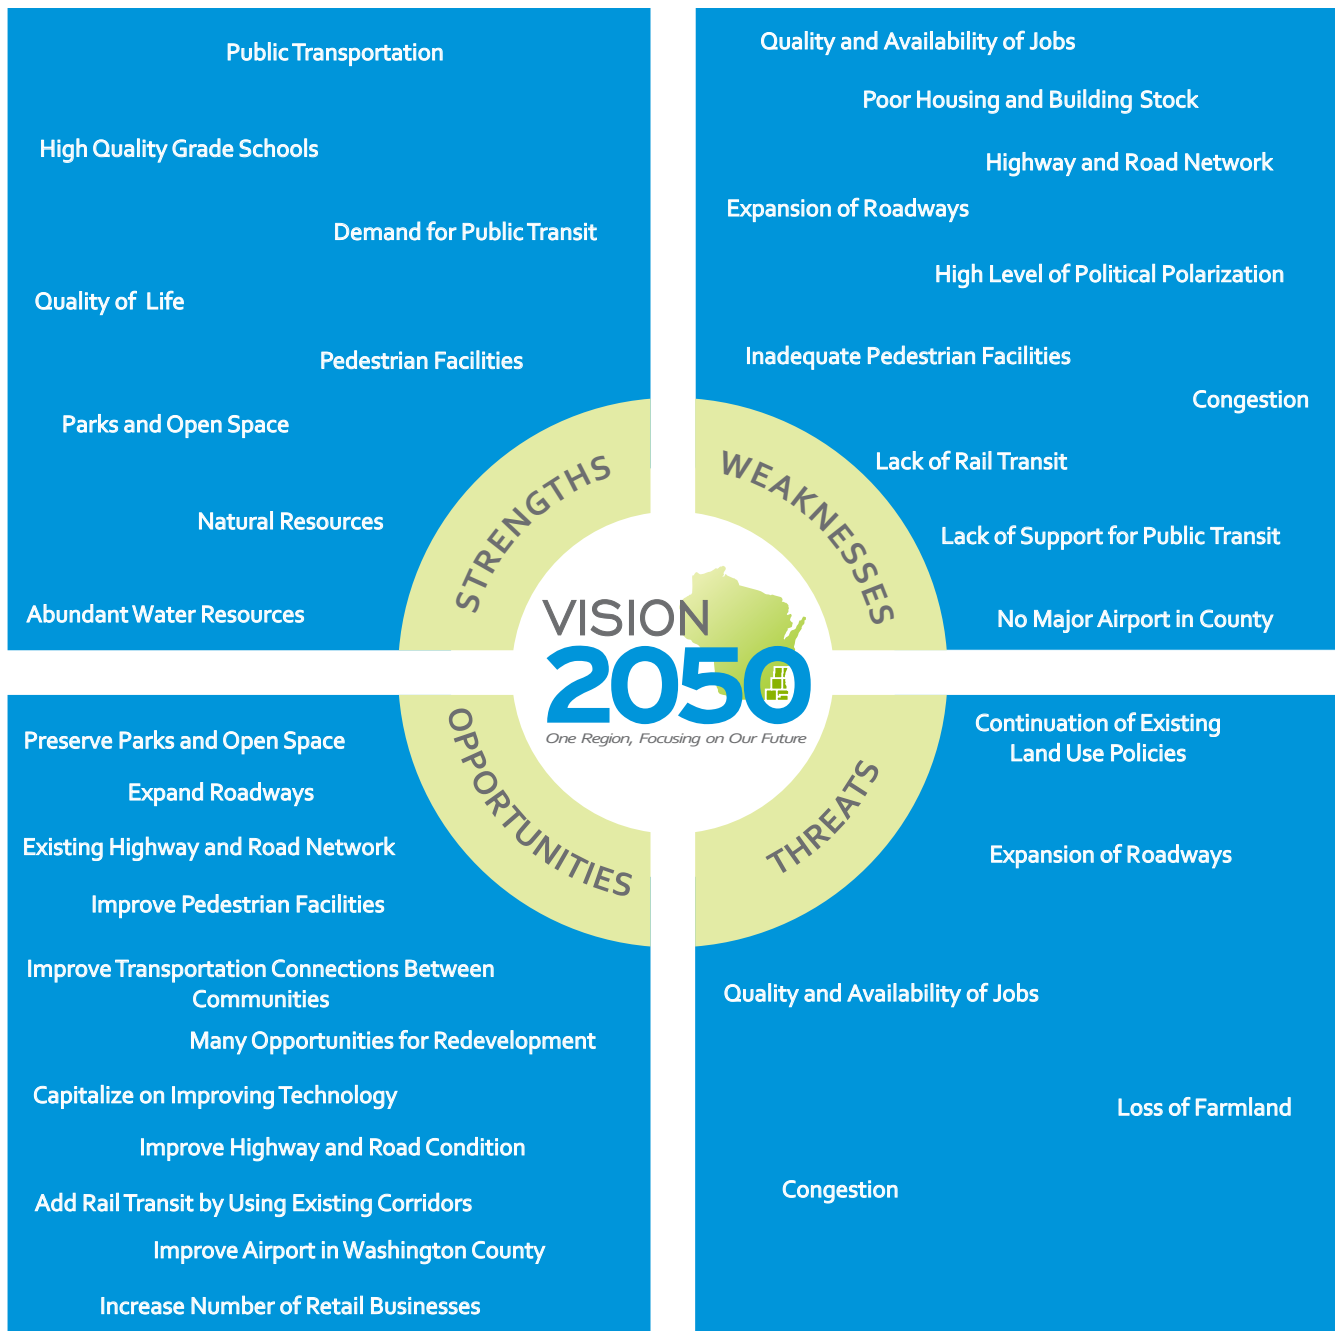 Public Transportation
High Quality Grade Schools
Demand for Public Transit
Quality of Life
Pedestrian Facilities
Parks and Open Space
Natural Resources
Abundant Water Resources
STRENGTHS
Quality and Availability of Jobs
Poor Housing and Building Stock
Highway and Road Network
Expansion of Roadways
High Level of Political Polarization
Inadequate Pedestrian Facilities
Congestion
Lack of Rail Transit
Lack of Support for Public Transit
No Major Airport in County
WEAKNESSES
VISION
2050
One Region, Focusing on Our Future
OPPORTUNITIES
Preserve Parks and Open Space
Expand Roadways
Existing Highway and Road Network
Improve Pedestrian Facilities
Improve Transportation Connections Between
Communities
Many Opportunities for Redevelopment
Capitalize on Improving Technology
Improve Highway and Road Condition
Add Rail Transit by Using Existing Corridors
Improve Airport in Washington County
Increase Number of Retail Businesses
THREATS
Continuation of Existing
Land Use Policies
Expansion of Roadways
Quality and Availability of Jobs
Loss of Farmland
Congestion